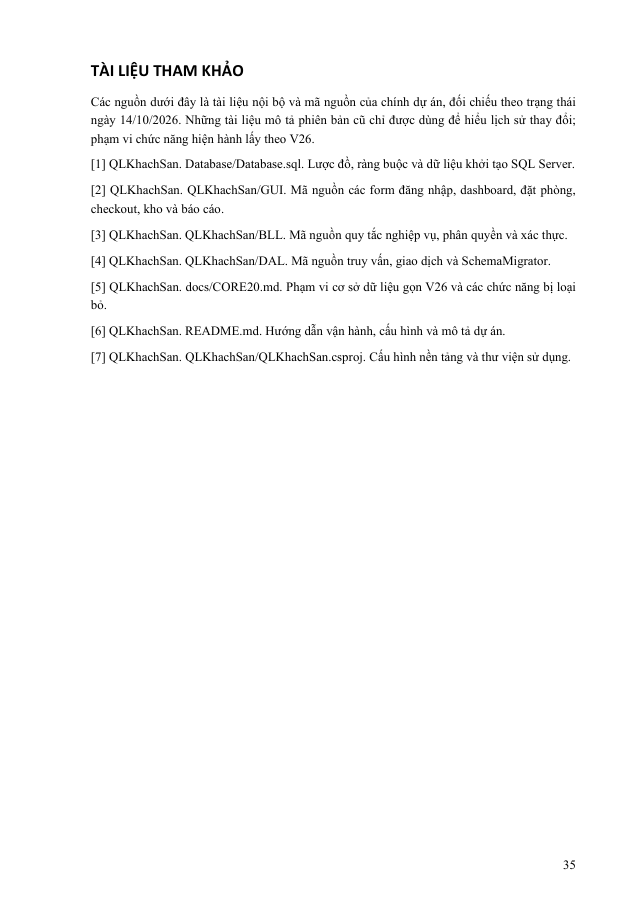 TÀI LIỆU THAM KHẢO
Các nguồn dưới đây là tài liệu nội bộ và mã nguồn của chính dự án, đối chiếu theo trạng thái
ngày 14/10/2026. Những tài liệu mô tả phiên bản cũ chỉ được dùng để hiểu lịch sử thay đổi;
phạm vi chức năng hiện hành lấy theo V26.
[1] QLKhachSan. Database/Database.sql. Lược đồ, ràng buộc và dữ liệu khởi tạo SQL Server.
[2] QLKhachSan. QLKhachSan/GUI. Mã nguồn các form đăng nhập, dashboard, đặt phòng,
checkout, kho và báo cáo.
[3] QLKhachSan. QLKhachSan/BLL. Mã nguồn quy tắc nghiệp vụ, phân quyền và xác thực.
[4] QLKhachSan. QLKhachSan/DAL. Mã nguồn truy vấn, giao dịch và SchemaMigrator.
[5] QLKhachSan. docs/CORE20.md. Phạm vi cơ sở dữ liệu gọn V26 và các chức năng bị loại
bỏ.
[6] QLKhachSan. README.md. Hướng dẫn vận hành, cấu hình và mô tả dự án.
[7] QLKhachSan. QLKhachSan/QLKhachSan.csproj. Cấu hình nền tảng và thư viện sử dụng.
35